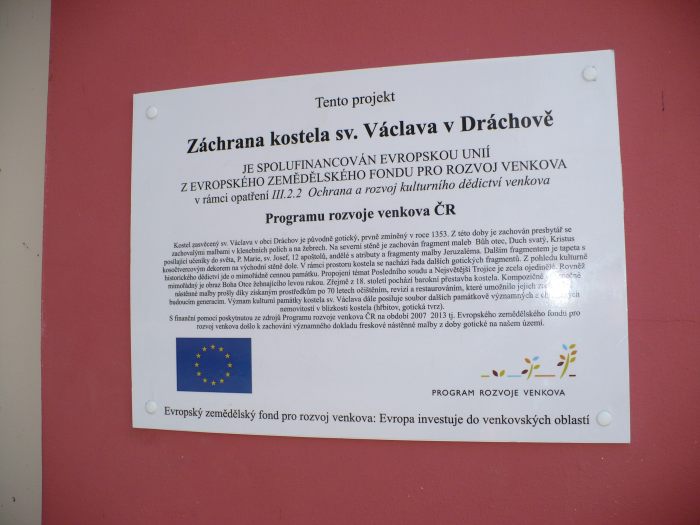 Tento projekt
Záchrana kostela sv. Václava v Dráchově
JE SPOLUFINANCOVÁN EVROPSKOU UNIÍ
Z EVROPSKÉHO ZEMĚDĚLSKÉHO FONDU PRO ROZVOJ VENKOVA
v rámci opatření III.2.2 Ochrana a rozvoj kulturního dědictví venkova
Programu rozvoje venkova ČR
Kostel zasvěcený sv. Václavu v obci Dráchov je původně gotický, prvně zmíněný v roce 1353. Z této doby je zachován presbytář se
zachovalými malbami v klesebních polích a na žebrech. Na severní stěně je zachován fragment maleb Bůh otec, Duch svatý, Kristus
posílající učeníky do světa, P. Marie, sv. Josef, 12 apoštolů, andělé s atributy a fragmenty malby Jeruzaléma. Dalším fragmentem je tapeta s
kosočtvercovým dekorem na východní stěně dole. V rámci prostoru kostela se nachází řada dalších gotických fragmentů. Z pohledu kulturně
historického dědictví jde o mimořádně cennou památku. Propojení témat Posledního soudu a Nejsvětější Trojice je zcela ojedinělé. Rovněž
mimořádný je obraz Boha Otce žehnajícího levou rukou. Zřejmě z 18. století pochází barokní přestavba kostela. Kompozičně
nástěnné malby prošly díky získaným prostředkům po 70 letech očištěním, revizí a restaurováním, které umožnilo jejich
budoucím generacím. Význam kulturní památky kostela sv. Václava dále posiluje soubor dalších památkově významných a
nemovitostí v blízkosti kostela (hřbitov, gotická tvrz).
S finanční pomocí poskytnutou ze zdrojů Programu rozvoje venkova ČR na období 2007 2013 tj. Evropského zemědělského fondu pro
rozvoj venkova došlo k zachování významného dokladu freskové nástěnné malby z doby gotické na našem území.
PROGRAM ROZVOJE VENKOVA
Evropský zemědělský fond pro rozvoj venkova: Evropa investuje do venkovských oblastí